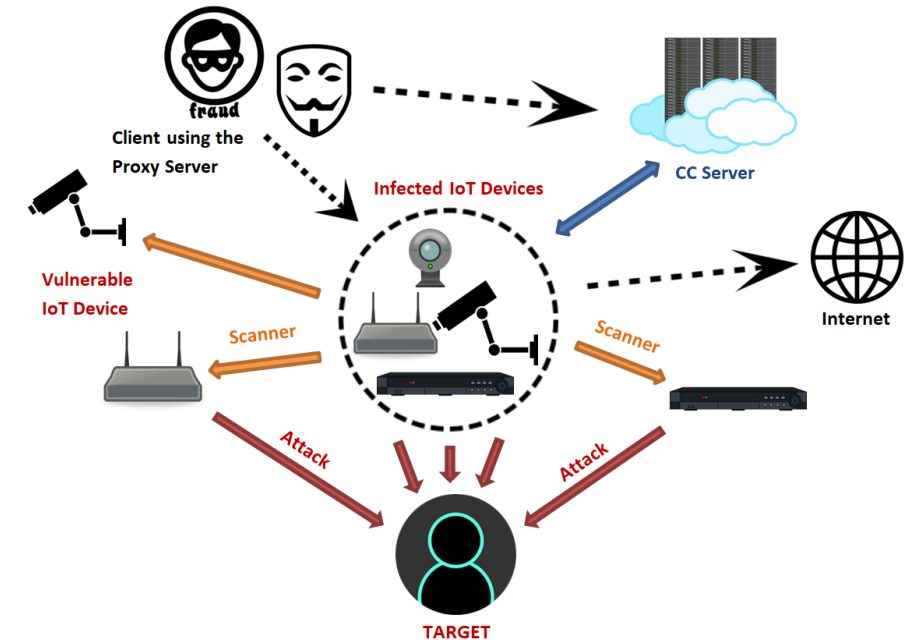 fraud
Client using the
Proxy Server
CC Server
Infected IoT Devices
Internet
Vulnerable
IoT Device
Scanner
Scanner
Attack
Attack
TARGET